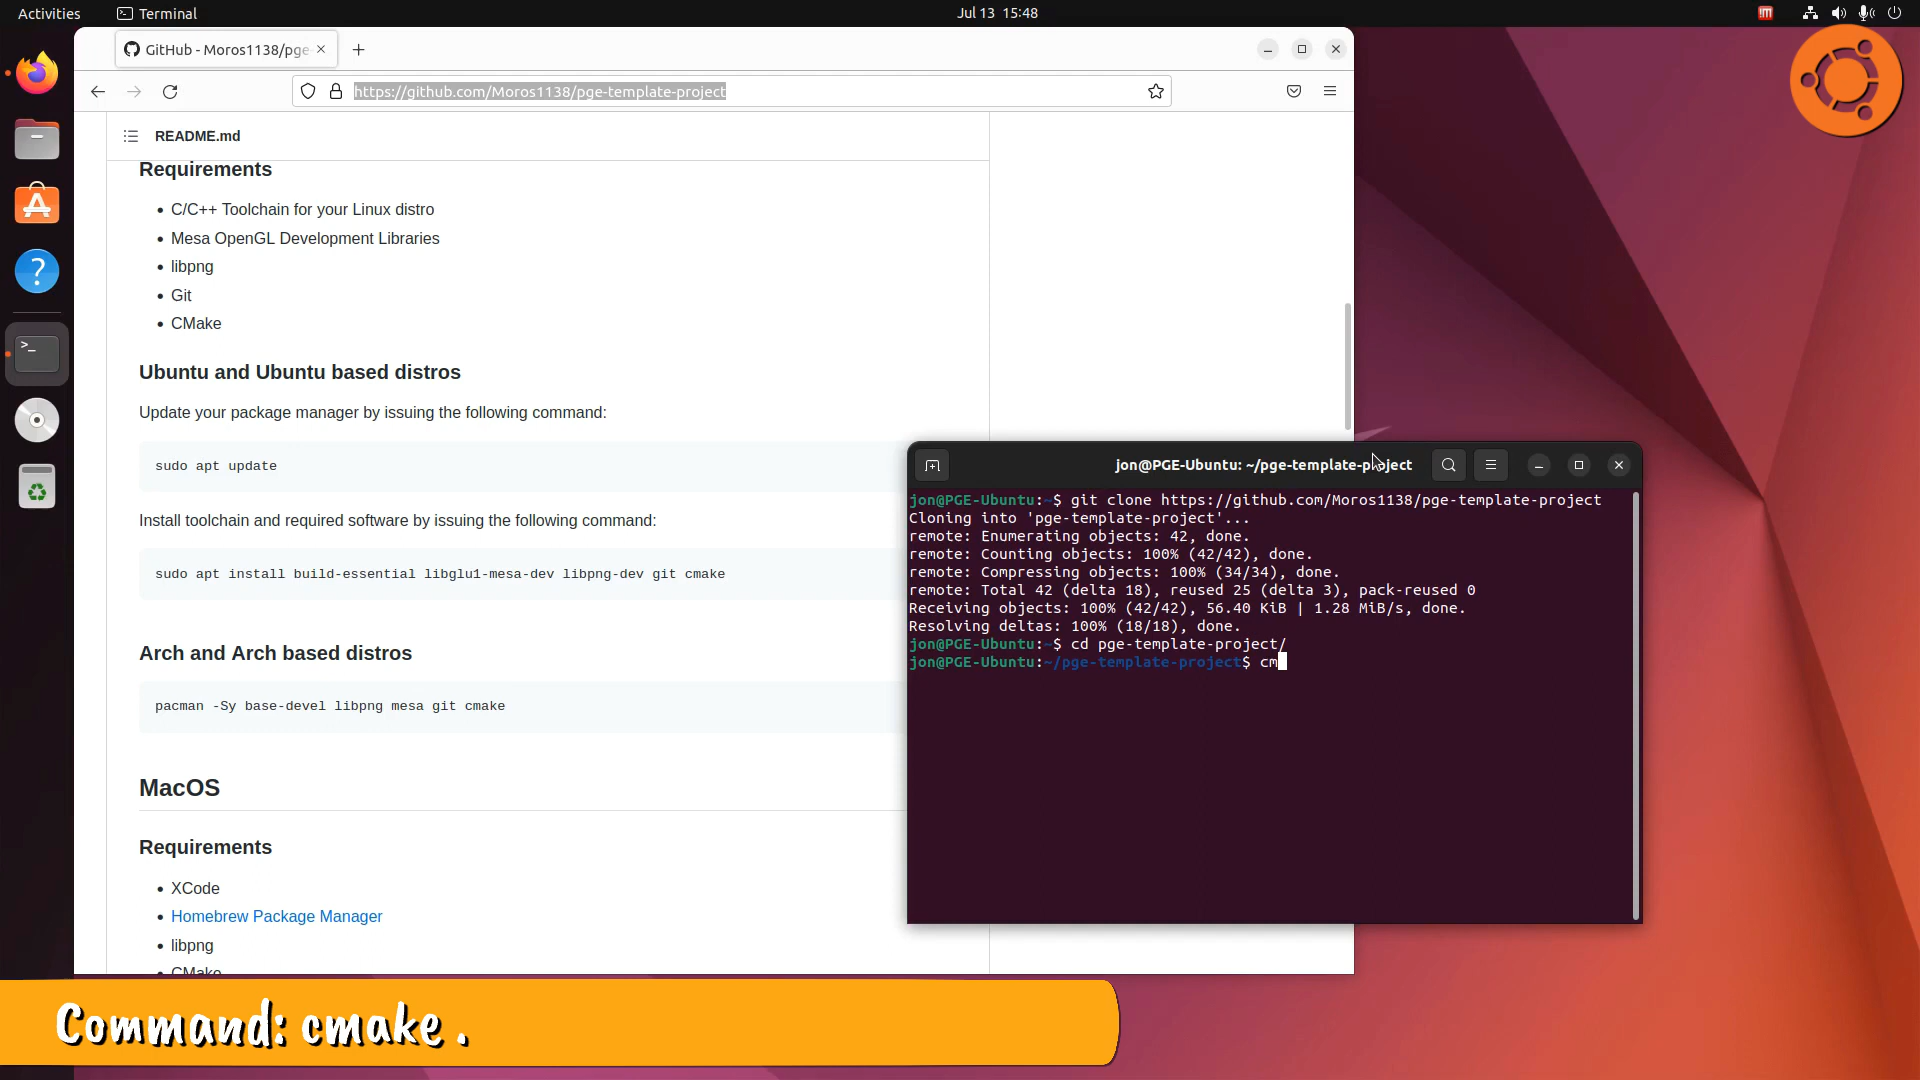 Activities
Terminal
Jul 13 15:48
GitHub - Moros1138/pge
https://github.com/Moros1138/pge-template-project
README.md
Requirements
C/C++ Toolchain for your Linux distro
Mesa OpenGL Development Libraries
libpng
Git
CMake
Ubuntu and Ubuntu based distros
Update your package manager by issuing the following command:
sudo apt update
Install toolchain and required software by issuing the following command:
sudo apt install build-essential libglu1-mesa-dev libpng-dev git cmake
Arch and Arch based distros
pacman -Sy base-devel libpng mesa git cmake
MacOS
Requirements
XCode
Homebrew Package Manager
libpng
CMake
jon@PGE-Ubuntu: ~/pge-template-project
jon@PGE-Ubuntu:~$ git clone https://github.com/Moros1138/pge-template-project
Cloning into 'pge-template-project'...
remote: Enumerating objects: 42, done.
remote: Counting objects: 100% (42/42), done.
remote: Compressing objects: 100% (34/34), done.
remote: Total 42 (delta 18), reused 25 (delta 3), pack-reused 0
Receiving objects: 100% (42/42), 56.40 KiB | 1.28 MiB/s, done.
Resolving deltas: 100% (18/18), done.
jon@PGE-Ubuntu:~$ cd pge-template-project/
jon@PGE-Ubuntu:~/pge-template-project$ cm
Command: cmake .